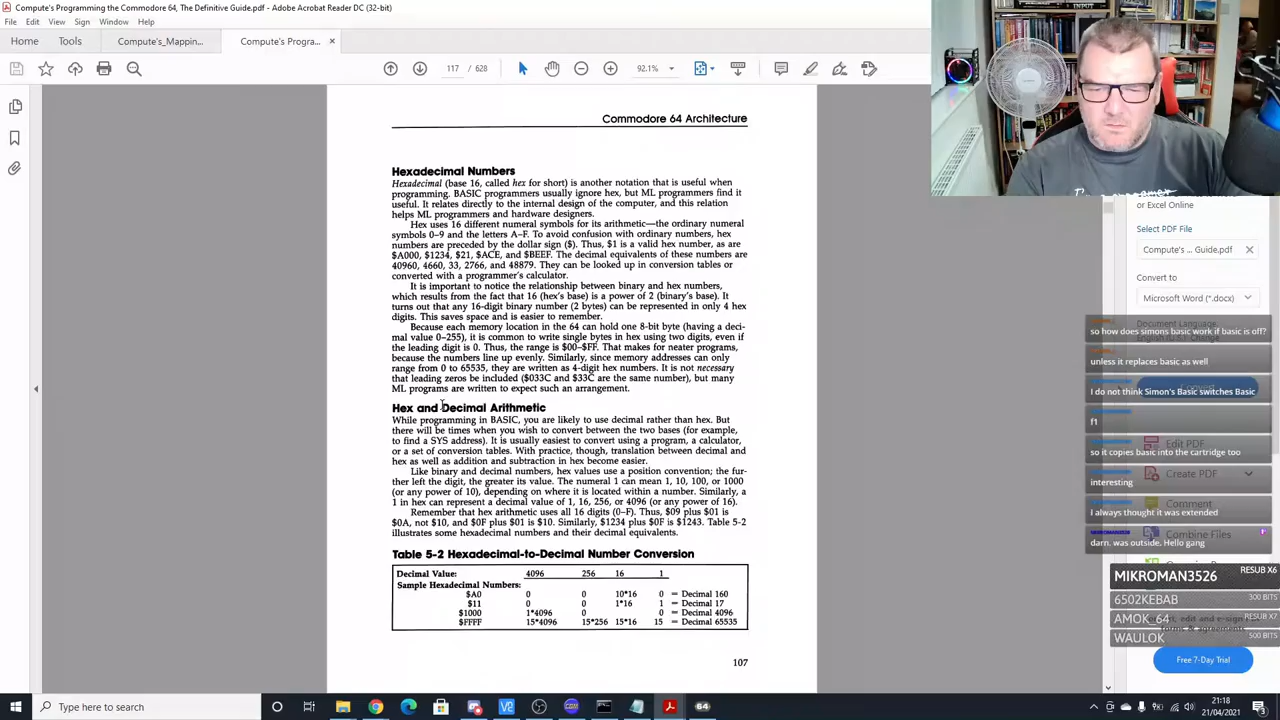 Compute's Programming the Commodore 64, The Definitive Guide.pdf - Adobe Acrobat Reader DC (32-bit)
File Edit View Sign Window Help
Home Tools Compute's_Mappin... Compute's Progra...
117 / 628 92.1%
Commodore 64 Architecture
Hexadecimal Numbers
Hexadecimal (base 16, called hex for short) is another notation that is useful when
programming. BASIC programmers usually ignore hex, but ML programmers find it
useful. It relates directly to the internal design of the computer, and this relation
helps ML programmers and hardware designers.
Hex uses 16 different numeral symbols for its arithmetic—the ordinary numeral
symbols 0–9 and the letters A–F. To avoid confusion with ordinary numbers, hex
numbers are preceded by the dollar sign ($). Thus, $1 is a valid hex number, as are
$A000, $1234, $21, $ACE, and $BEEF. The decimal equivalents of these numbers are
40960, 4660, 33, 2766, and 48879. They can be looked up in conversion tables or
converted with a programmer's calculator.
It is important to notice the relationship between binary and hex numbers,
which results from the fact that 16 (hex's base) is a power of 2 (binary's base). It
turns out that any 16-digit binary number (2 bytes) can be represented in only 4 hex
digits. This saves space and is easier to remember.
Because each memory location in the 64 can hold one 8-bit byte (having a deci-
mal value 0–255), it is common to write single bytes in hex using two digits, even if
the leading digit is 0. Thus, the range is $00–$FF. That makes for neater programs,
because the numbers line up evenly. Similarly, since memory addresses can only
range from 0 to 65535, they are written as 4-digit hex numbers. It is not necessary
that leading zeros be included ($033C and $33C are the same number), but many
ML programs are written to expect such an arrangement.
Hex and Decimal Arithmetic
While programming in BASIC, you are likely to use decimal rather than hex. But
there will be times when you wish to convert between the two bases (for example,
to find a SYS address). It is usually easiest to convert using a program, a calculator,
or a set of conversion tables. With practice, though, translation between decimal and
hex as well as addition and subtraction in hex become easier.
Like binary and decimal numbers, hex values use a position convention; the fur-
ther left the digit, the greater its value. The numeral 1 can mean 1, 10, 100, or 1000
(or any power of 10), depending on where it is located within a number. Similarly, a
1 in hex can represent a decimal value of 1, 16, 256, or 4096 (or any power of 16).
Remember that hex arithmetic uses all 16 digits (0–F). Thus, $09 plus $01 is
$0A, not $10, and $0F plus $01 is $10. Similarly, $1234 plus $0F is $1243. Table 5-2
illustrates some hexadecimal numbers and their decimal equivalents.
Table 5-2 Hexadecimal-to-Decimal Number Conversion
Decimal Value: 4096 256 16 1
Sample Hexadecimal Numbers:
$A0 0 0 10*16 0 = Decimal 160
$11 0 0 1*16 1 = Decimal 17
$1000 1*4096 0 0 = Decimal 4096
$FFFF 15*4096 15*256 15*16 15 = Decimal 65535
107
INPUT
or Excel Online
Select PDF File
Compute's ... Guide.pdf
Convert to
Microsoft Word (*.docx)
Document Language:
so how does simons basic work if basic is off?
unless it replaces basic as well
I do not think Simon's Basic switches Basic
f1
Edit PDF
so it copies basic into the cartridge too
Create PDF
interesting
Comment
i always thought it was extended
Combine Files
darn. was outside. Hello gang
MIKROMAN3526 RESUB X6
6502KEBAB 300 BITS
AMOK_64 RESUB X7
WAULOK 500 BITS
Free 7-Day Trial
Type here to search
21:18
21/04/2021